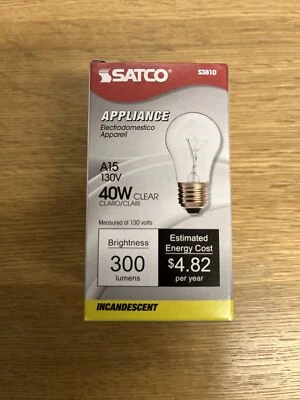 SATCO
S3810
APPLIANCE
Electrodomestico
Appareil
A15
130V
40W CLEAR
CLARO/CLAIR
Measured at 130 volts
Brightness
300
lumens
Estimated
Energy Cost
$4.82
per year
INCANDESCENT